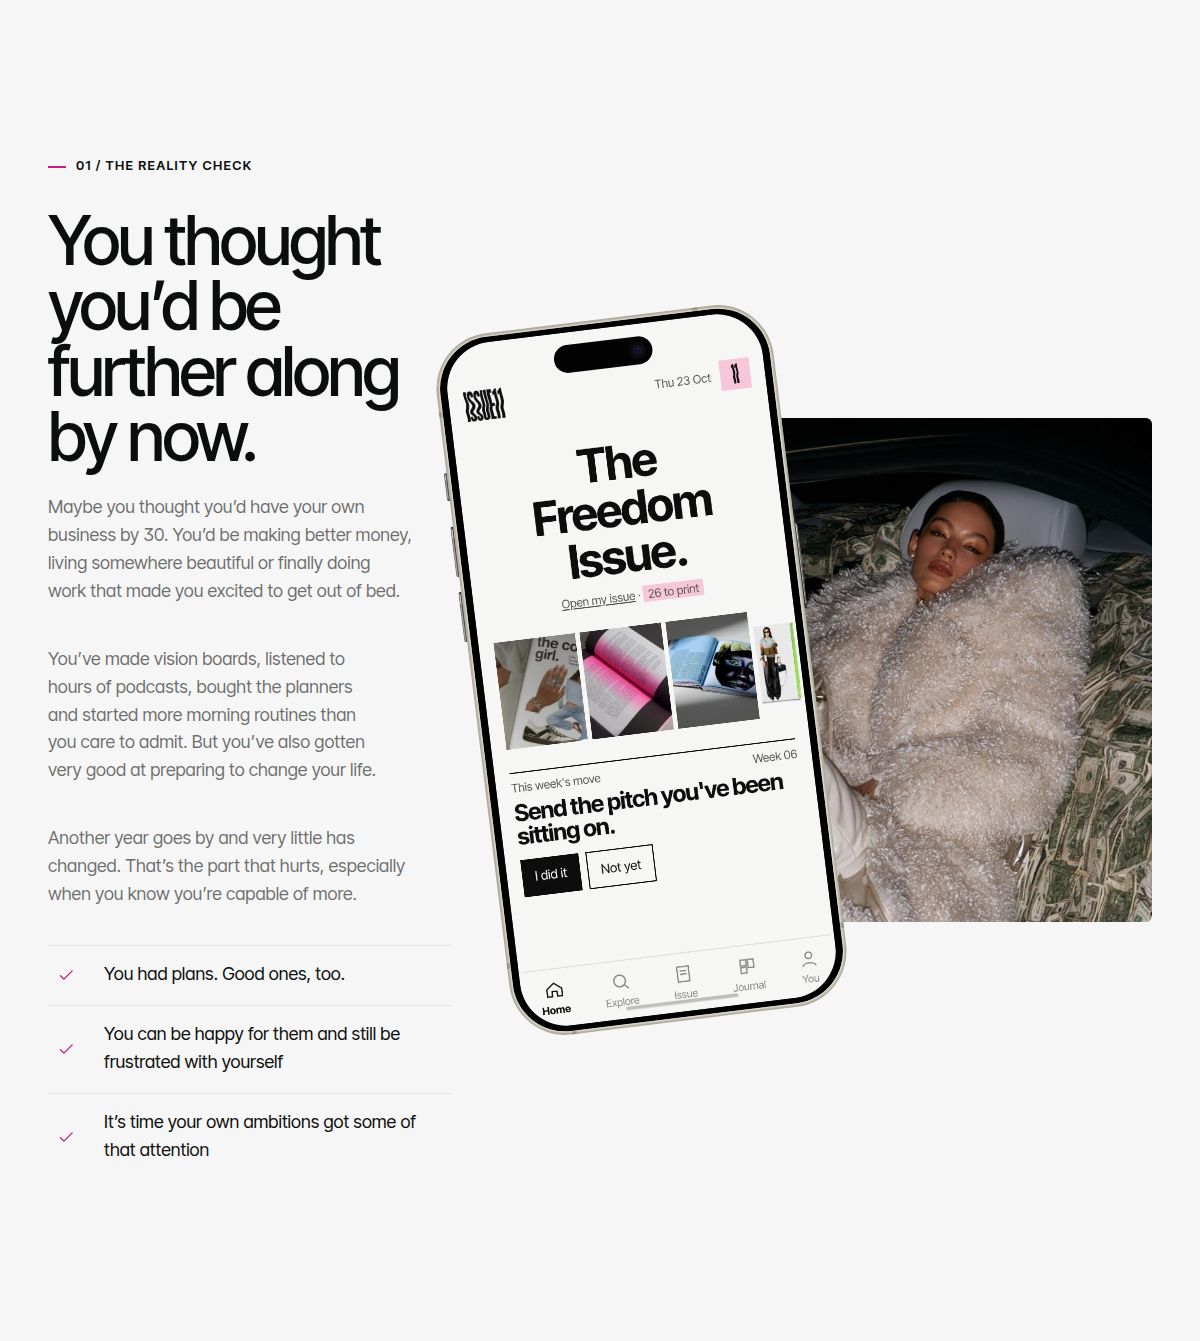 01 / THE REALITY CHECK
You thought
you’d be
further along
by now.
Maybe you thought you’d have your own
business by 30. You’d be making better money,
living somewhere beautiful or finally doing
work that made you excited to get out of bed.
You’ve made vision boards, listened to
hours of podcasts, bought the planners
and started more morning routines than
you care to admit. But you’ve also gotten
very good at preparing to change your life.
Another year goes by and very little has
changed. That’s the part that hurts, especially
when you know you’re capable of more.
You had plans. Good ones, too.
You can be happy for them and still be
frustrated with yourself
It’s time your own ambitions got some of
that attention
ISSUE11
Thu 23 Oct
11
The
Freedom
Issue.
Open my issue · 26 to print
the co
girl.
This week's move
Week 06
Send the pitch you've been
sitting on.
I did it
Not yet
Home
Explore
Issue
Journal
You